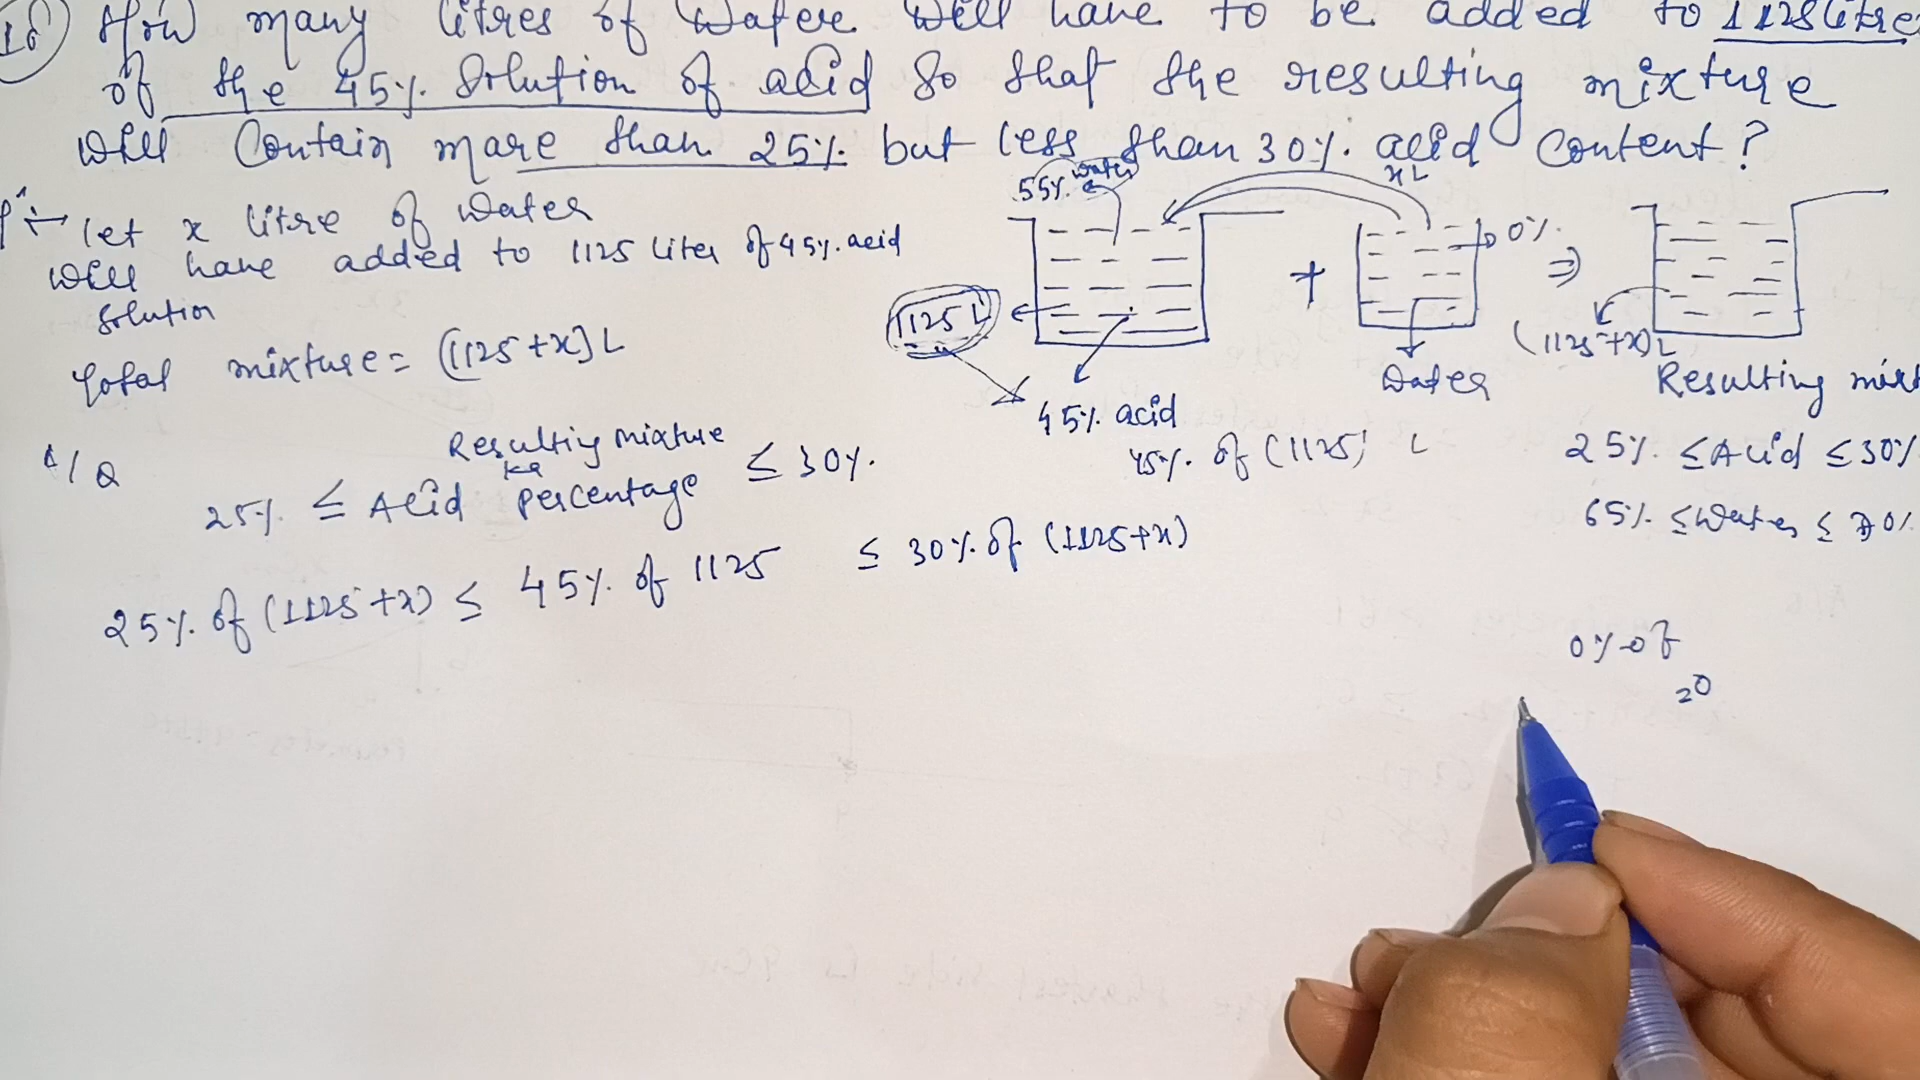 16) How many litres of water will have to be added to 1125 litre
of the 45% Solution of acid so that the resulting mixture
will contain more than 25% but less than 30% acid content?
let x litre of water
will have added to 1125 liter of 45% acid
solution
Total mixture = (1125+x) L
55% water
x L
0%
+
⇒
1125 L
(1125+x) L
Water
Resulting mixt
45% acid
45% of (1125) L
25% ≤ Acid ≤ 30%
65% ≤ Water ≤ 70%
A/Q
Resulting mixture
ka
25% ≤ Acid percentage ≤ 30%.
25% of (1125+x) ≤ 45% of 1125 ≤ 30% of (1125+x)
0% of
=0